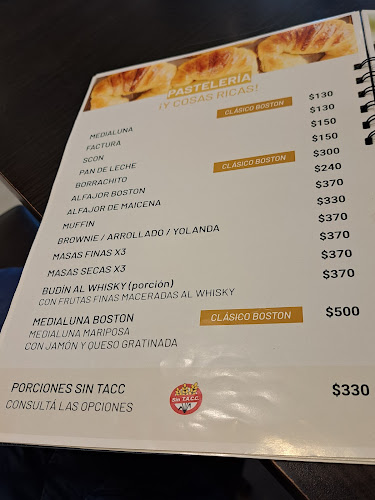 PASTELERÍA
¡Y COSAS RICAS!
MEDIALUNA CLÁSICO BOSTON $130
FACTURA $130
SCON $150
PAN DE LECHE $150
BORRACHITO CLÁSICO BOSTON $300
ALFAJOR BOSTON $240
ALFAJOR DE MAICENA $370
MUFFIN $330
BROWNIE / ARROLLADO / YOLANDA $370
MASAS FINAS X3 $370
MASAS SECAS X3 $370
BUDÍN AL WHISKY (porción) $370
CON FRUTAS FINAS MACERADAS AL WHISKY
MEDIALUNA BOSTON CLÁSICO BOSTON $500
MEDIALUNA MARIPOSA
CON JAMÓN Y QUESO GRATINADA
PORCIONES SIN TACC Sin T.A.C.C. $330
CONSULTÁ LAS OPCIONES